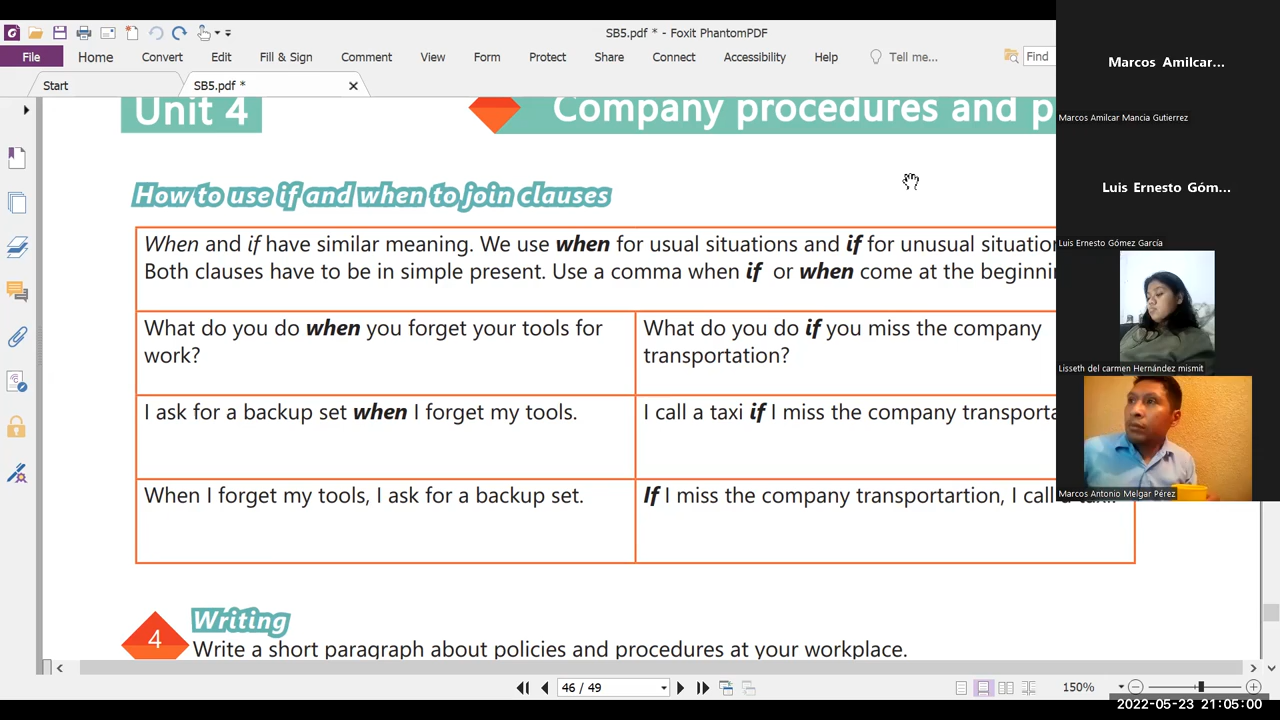 SB5.pdf * - Foxit PhantomPDF
File Home Convert Edit Fill & Sign Comment View Form Protect Share Connect Accessibility Help Tell me... Find
Start SB5.pdf *
Unit 4 Company procedures and p
How to use if and when to join clauses
When and if have similar meaning. We use when for usual situations and if for unusual situatio
Both clauses have to be in simple present. Use a comma when if or when come at the beginni
What do you do when you forget your tools for
work?
What do you do if you miss the company
transportation?
I ask for a backup set when I forget my tools.
I call a taxi if I miss the company transporta
When I forget my tools, I ask for a backup set.
If I miss the company transportartion, I call a taxi.
4
Writing
Write a short paragraph about policies and procedures at your workplace.
46 / 49
150%
Marcos Amilcar...
Marcos Amilcar Mancia Gutierrez
Luis Ernesto Góm...
Luis Ernesto Gómez García
Lisseth del carmen Hernández mismit
Marcos Antonio Melgar Pérez
2022-05-23 21:05:00